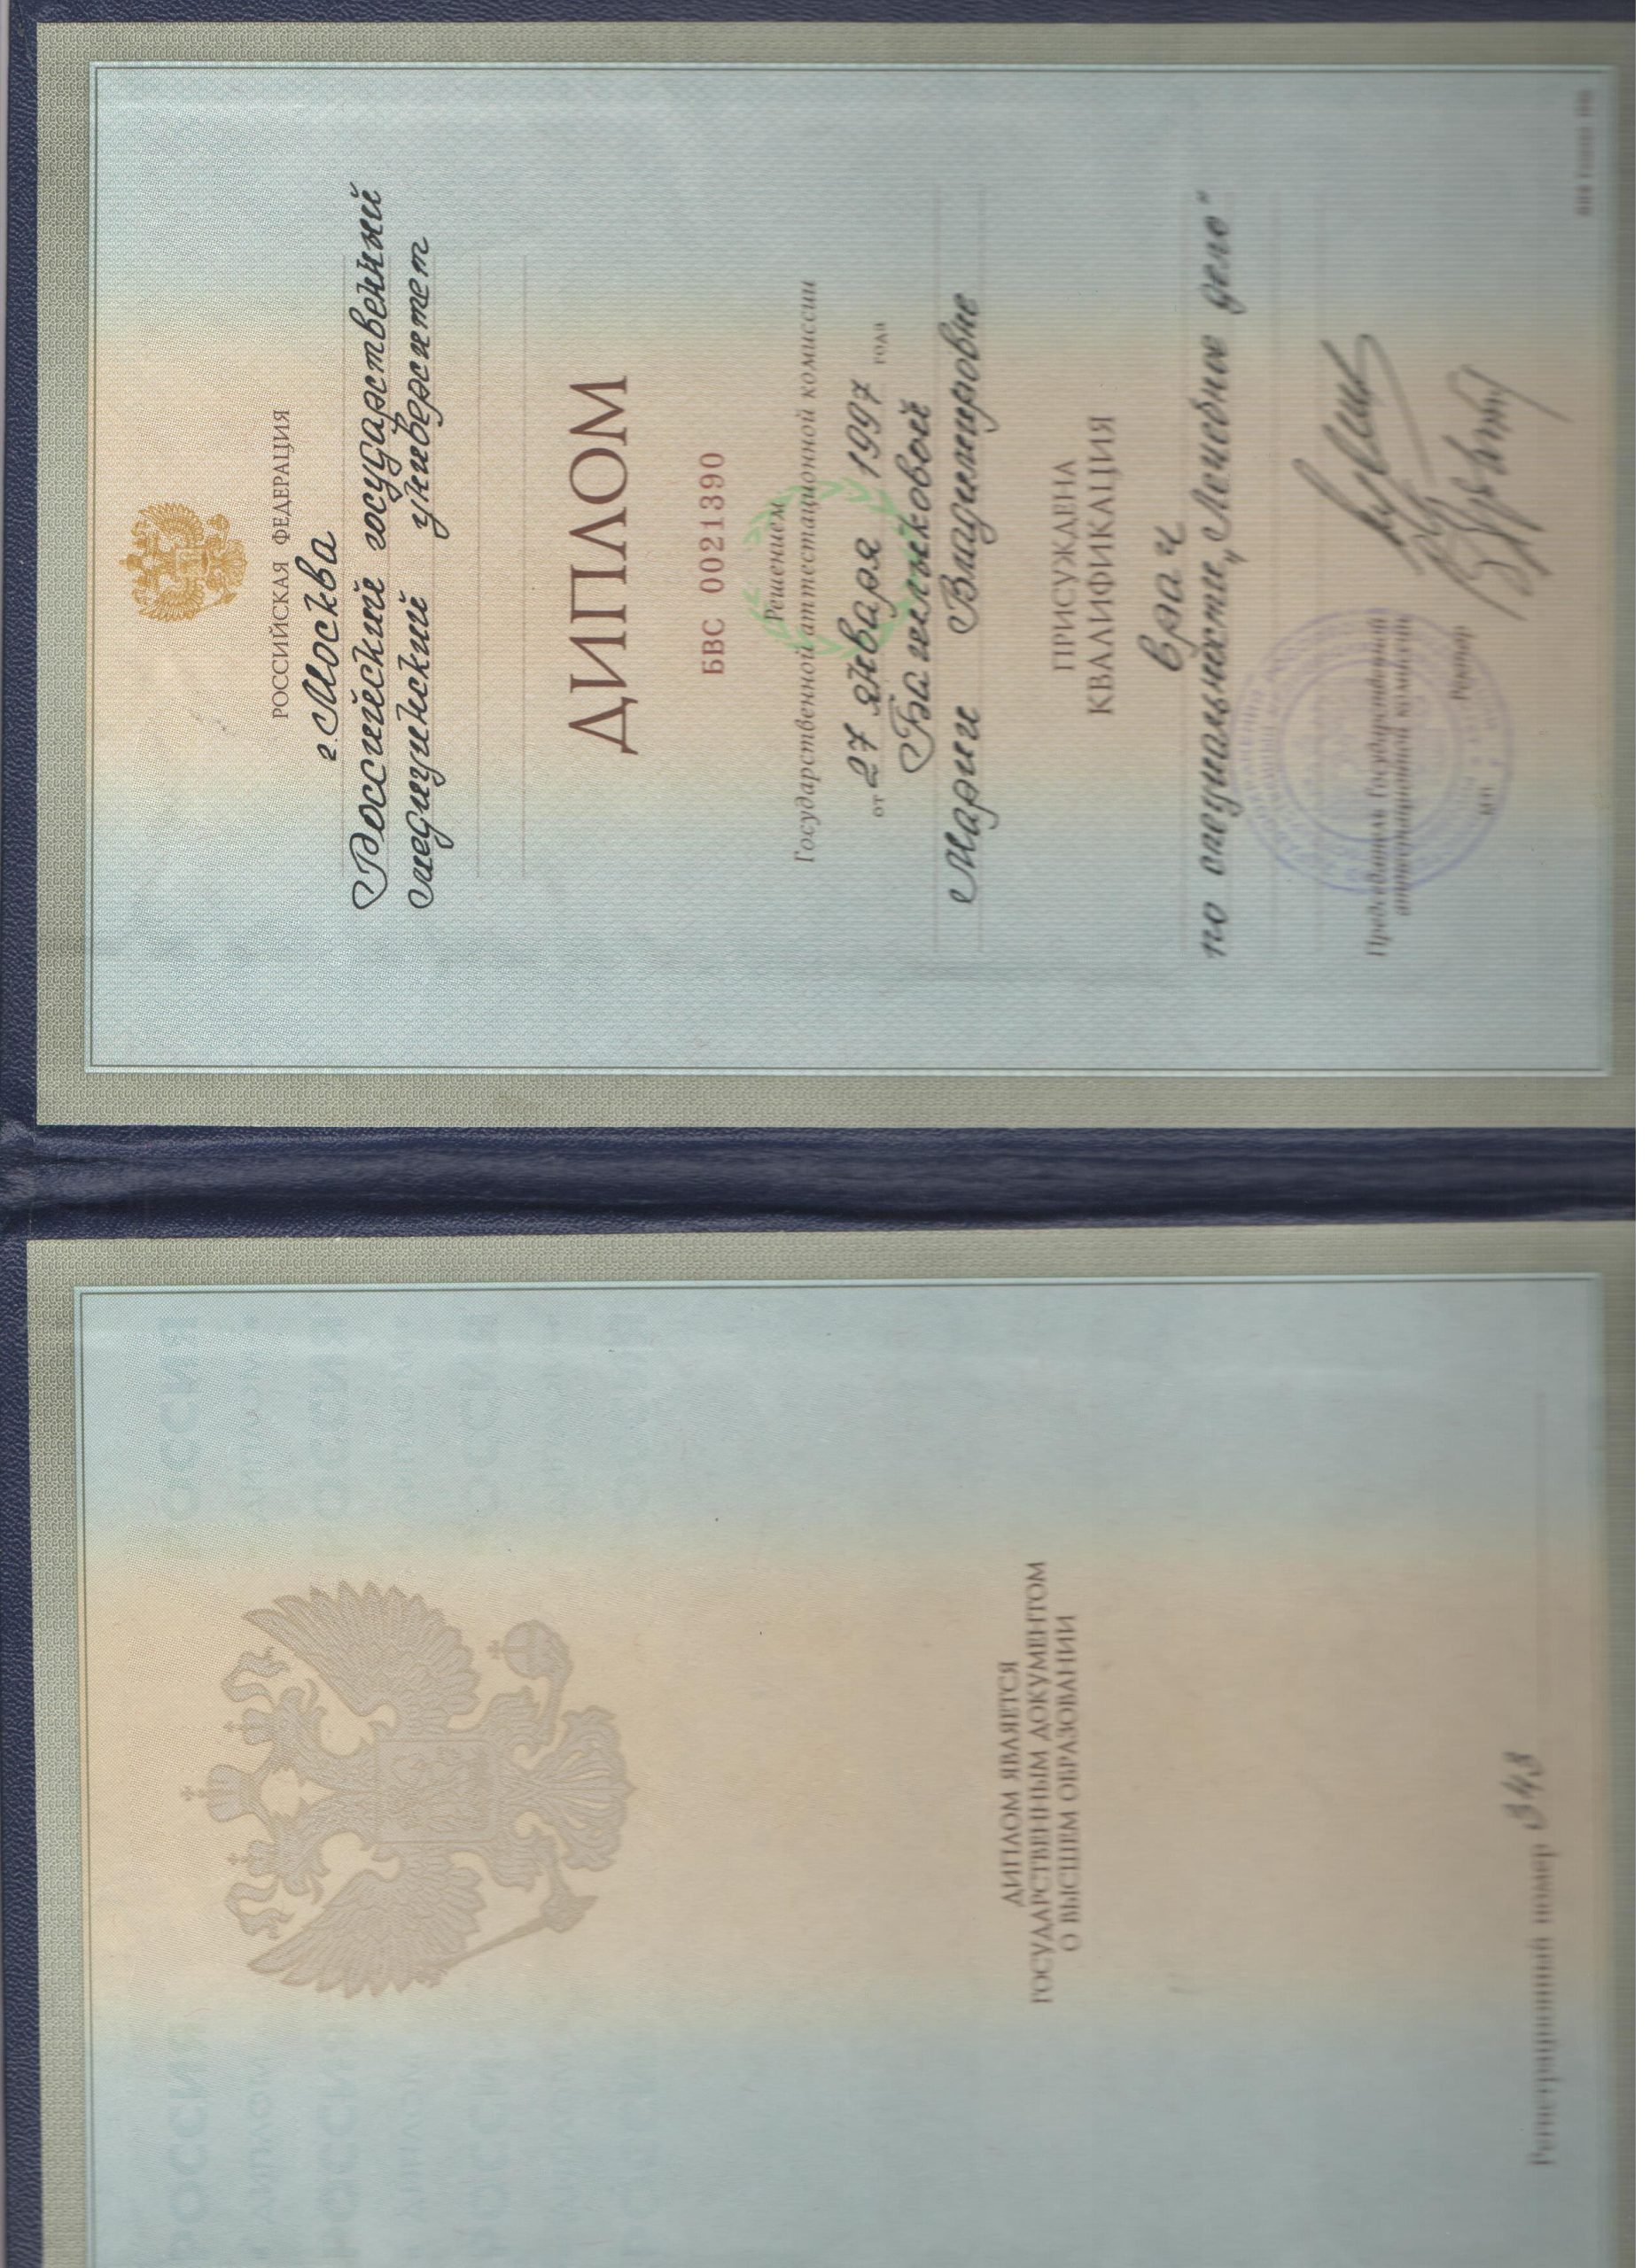 ДИПЛОМ ЯВЛЯЕТСЯ
ГОСУДАРСТВЕННЫМ ДОКУМЕНТОМ
О ВЫСШЕМ ОБРАЗОВАНИИ
Регистрационный номер 343
РОССИЙСКАЯ ФЕДЕРАЦИЯ
г. Москва
Российский государственный
медицинский университет
ДИПЛОМ
БВС 0021390
Решением
Государственной аттестационной комиссии
от 27 января 1997 года
Марии Владимировне
ПРИСУЖДЕНА
КВАЛИФИКАЦИЯ
врач
по специальности „Лечебное дело"
Председатель Государственной
аттестационной комиссии
Ректор
М.П.